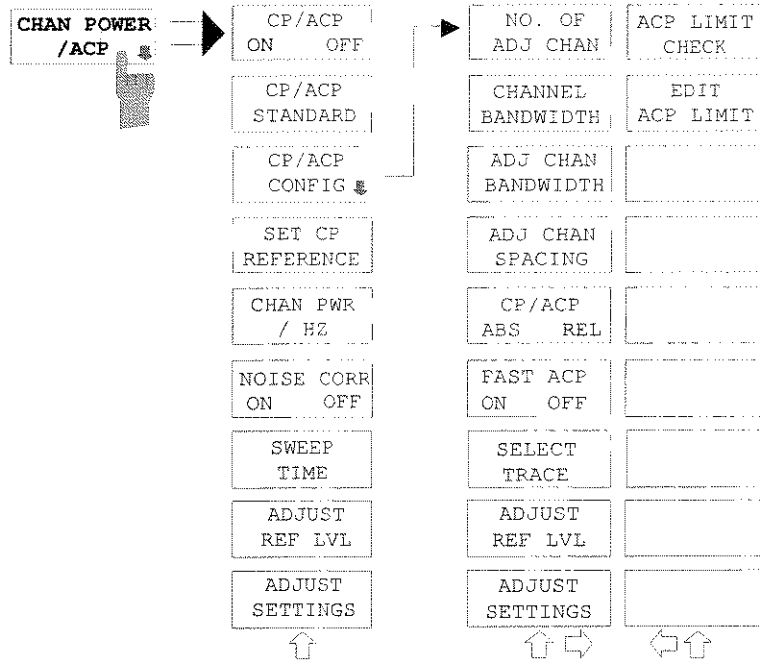 CHAN POWER
/ACP
CP/ACP
ON OFF
CP/ACP
STANDARD
CP/ACP
CONFIG
SET CP
REFERENCE
CHAN PWR
/ HZ
NOISE CORR
ON OFF
SWEEP
TIME
ADJUST
REF LVL
ADJUST
SETTINGS
NO. OF
ADJ CHAN
CHANNEL
BANDWIDTH
ADJ CHAN
BANDWIDTH
ADJ CHAN
SPACING
CP/ACP
ABS REL
FAST ACP
ON OFF
SELECT
TRACE
ADJUST
REF LVL
ADJUST
SETTINGS
ACP LIMIT
CHECK
EDIT
ACP LIMIT